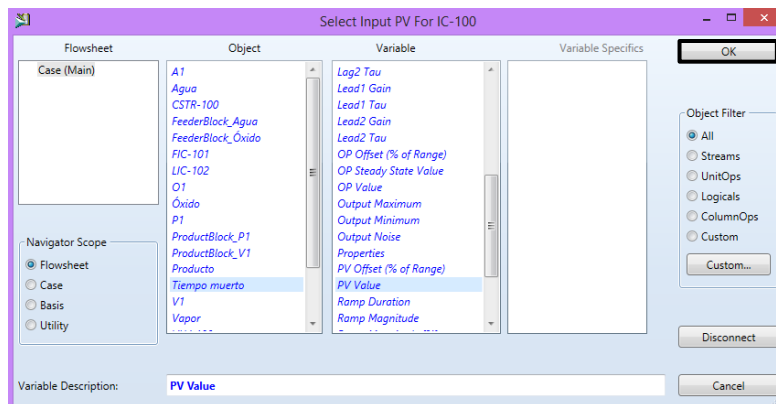 Select Input PV For IC-100
Flowsheet
Case (Main)
Navigator Scope
Flowsheet
Case
Basis
Utility
Object
A1
Agua
CSTR-100
FeederBlock_Agua
FeederBlock_Óxido
FIC-101
LIC-102
O1
Óxido
P1
ProductBlock_P1
ProductBlock_V1
Producto
Tiempo muerto
V1
Vapor
Variable
Lag2 Tau
Lead1 Gain
Lead1 Tau
Lead2 Gain
Lead2 Tau
OP Offset (% of Range)
OP Steady State Value
OP Value
Output Maximum
Output Minimum
Output Noise
Properties
PV Offset (% of Range)
PV Value
Ramp Duration
Ramp Magnitude
Variable Specifics
OK
Object Filter
All
Streams
UnitOps
Logicals
ColumnOps
Custom
Custom...
Disconnect
Variable Description:
PV Value
Cancel